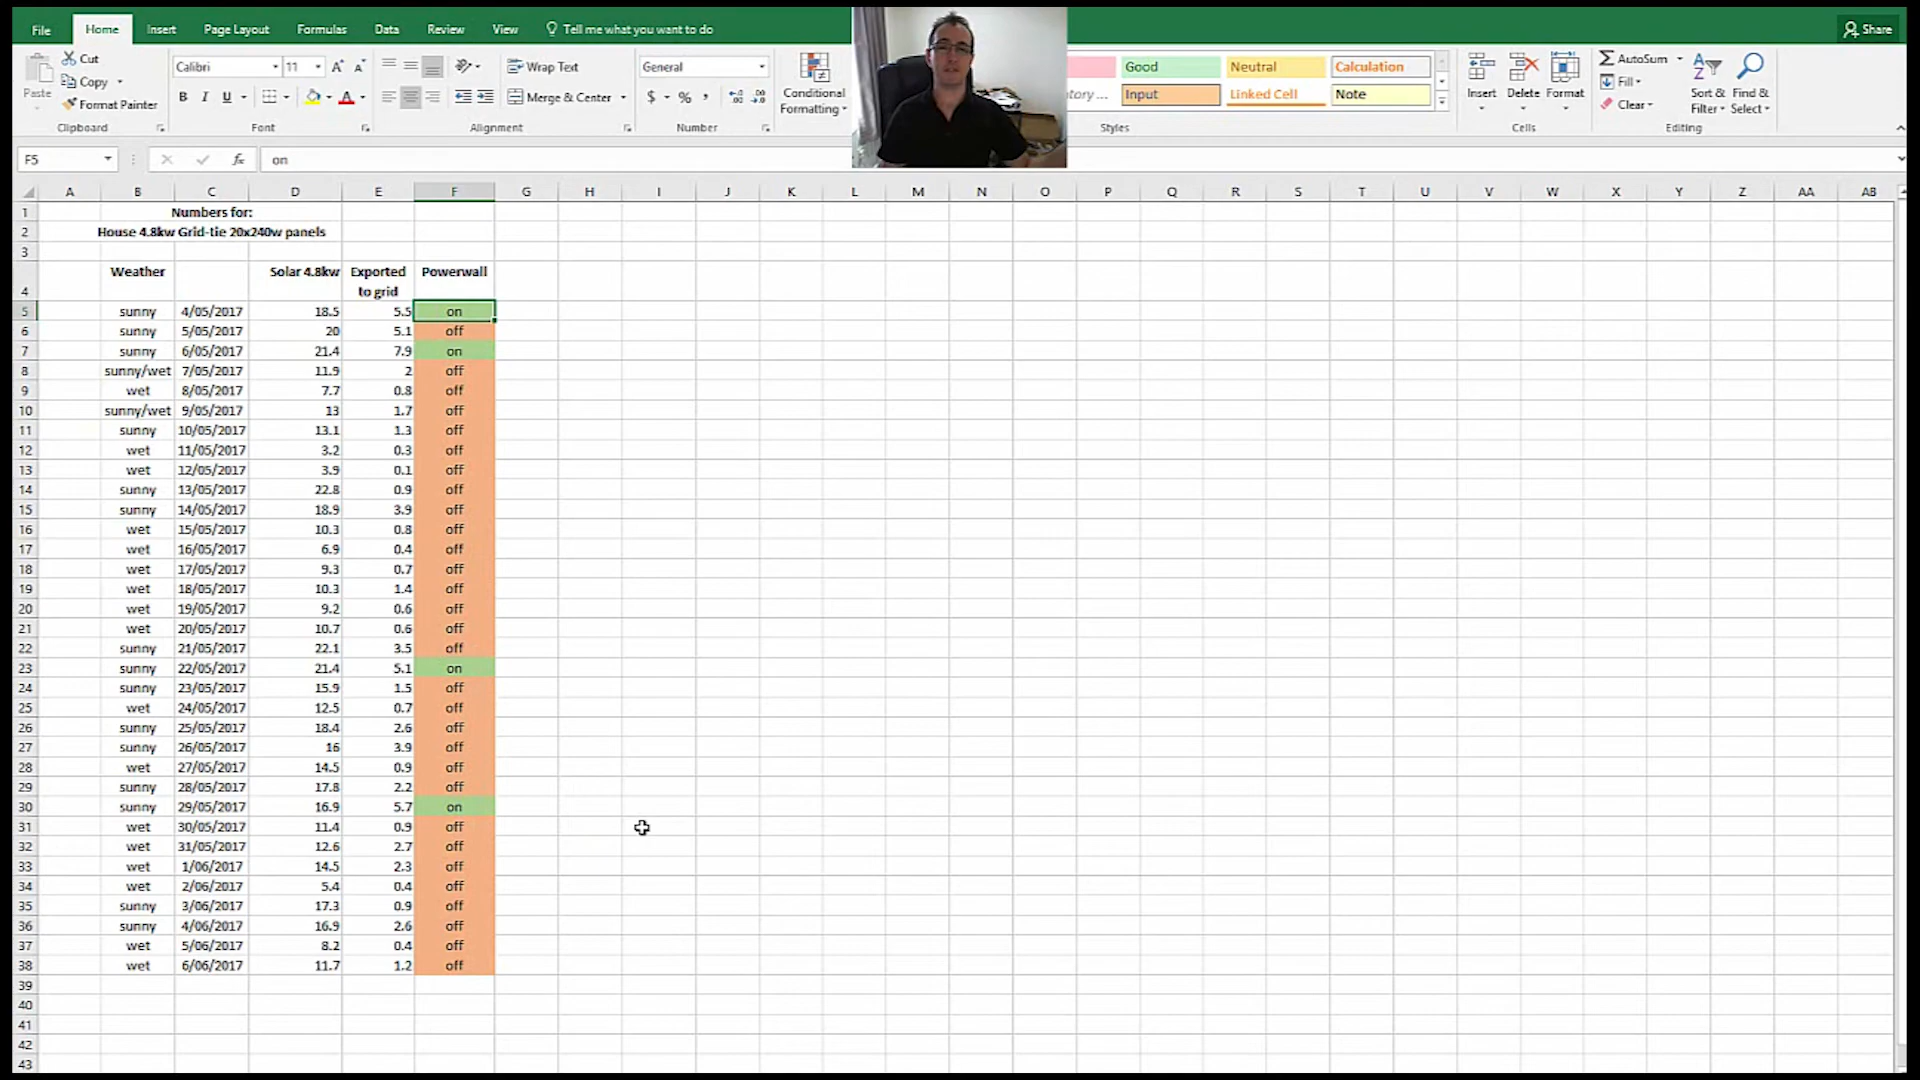 File Home Insert Page Layout Formulas Data Review View Tell me what you want to do Share
Paste Cut Copy Format Painter Clipboard
Calibri 11 A A B I U A Font
Wrap Text Merge & Center Alignment
General $ % , Number
Conditional Formatting
Good Neutral Calculation
Input Linked Cell Note
Styles
Insert Delete Format Cells
AutoSum Fill Clear Sort & Filter Find & Select Editing
F5 fx on
A B C D E F G H I J K L M N O P Q R S T U V W X Y Z AA AB
1 Numbers for:
2 House 4.8kw Grid-tie 20x240w panels
3
4 Weather Solar 4.8kw Exported to grid Powerwall
5 sunny 4/05/2017 18.5 5.5 on
6 sunny 5/05/2017 20 5.1 off
7 sunny 6/05/2017 21.4 7.9 on
8 sunny/wet 7/05/2017 11.9 2 off
9 wet 8/05/2017 7.7 0.8 off
10 sunny/wet 9/05/2017 13 1.7 off
11 sunny 10/05/2017 13.1 1.3 off
12 wet 11/05/2017 3.2 0.3 off
13 wet 12/05/2017 3.9 0.1 off
14 sunny 13/05/2017 22.8 0.9 off
15 sunny 14/05/2017 18.9 3.9 off
16 wet 15/05/2017 10.3 0.8 off
17 wet 16/05/2017 6.9 0.4 off
18 wet 17/05/2017 9.3 0.7 off
19 wet 18/05/2017 10.3 1.4 off
20 wet 19/05/2017 9.2 0.6 off
21 wet 20/05/2017 10.7 0.6 off
22 sunny 21/05/2017 22.1 3.5 off
23 sunny 22/05/2017 21.4 5.1 on
24 sunny 23/05/2017 15.9 1.5 off
25 wet 24/05/2017 12.5 0.7 off
26 sunny 25/05/2017 18.4 2.6 off
27 sunny 26/05/2017 16 3.9 off
28 wet 27/05/2017 14.5 0.9 off
29 sunny 28/05/2017 17.8 2.2 off
30 sunny 29/05/2017 16.9 5.7 on
31 wet 30/05/2017 11.4 0.9 off
32 wet 31/05/2017 12.6 2.7 off
33 wet 1/06/2017 14.5 2.3 off
34 wet 2/06/2017 5.4 0.4 off
35 sunny 3/06/2017 17.3 0.9 off
36 sunny 4/06/2017 16.9 2.6 off
37 wet 5/06/2017 8.2 0.4 off
38 wet 6/06/2017 11.7 1.2 off
39
40
41
42
43